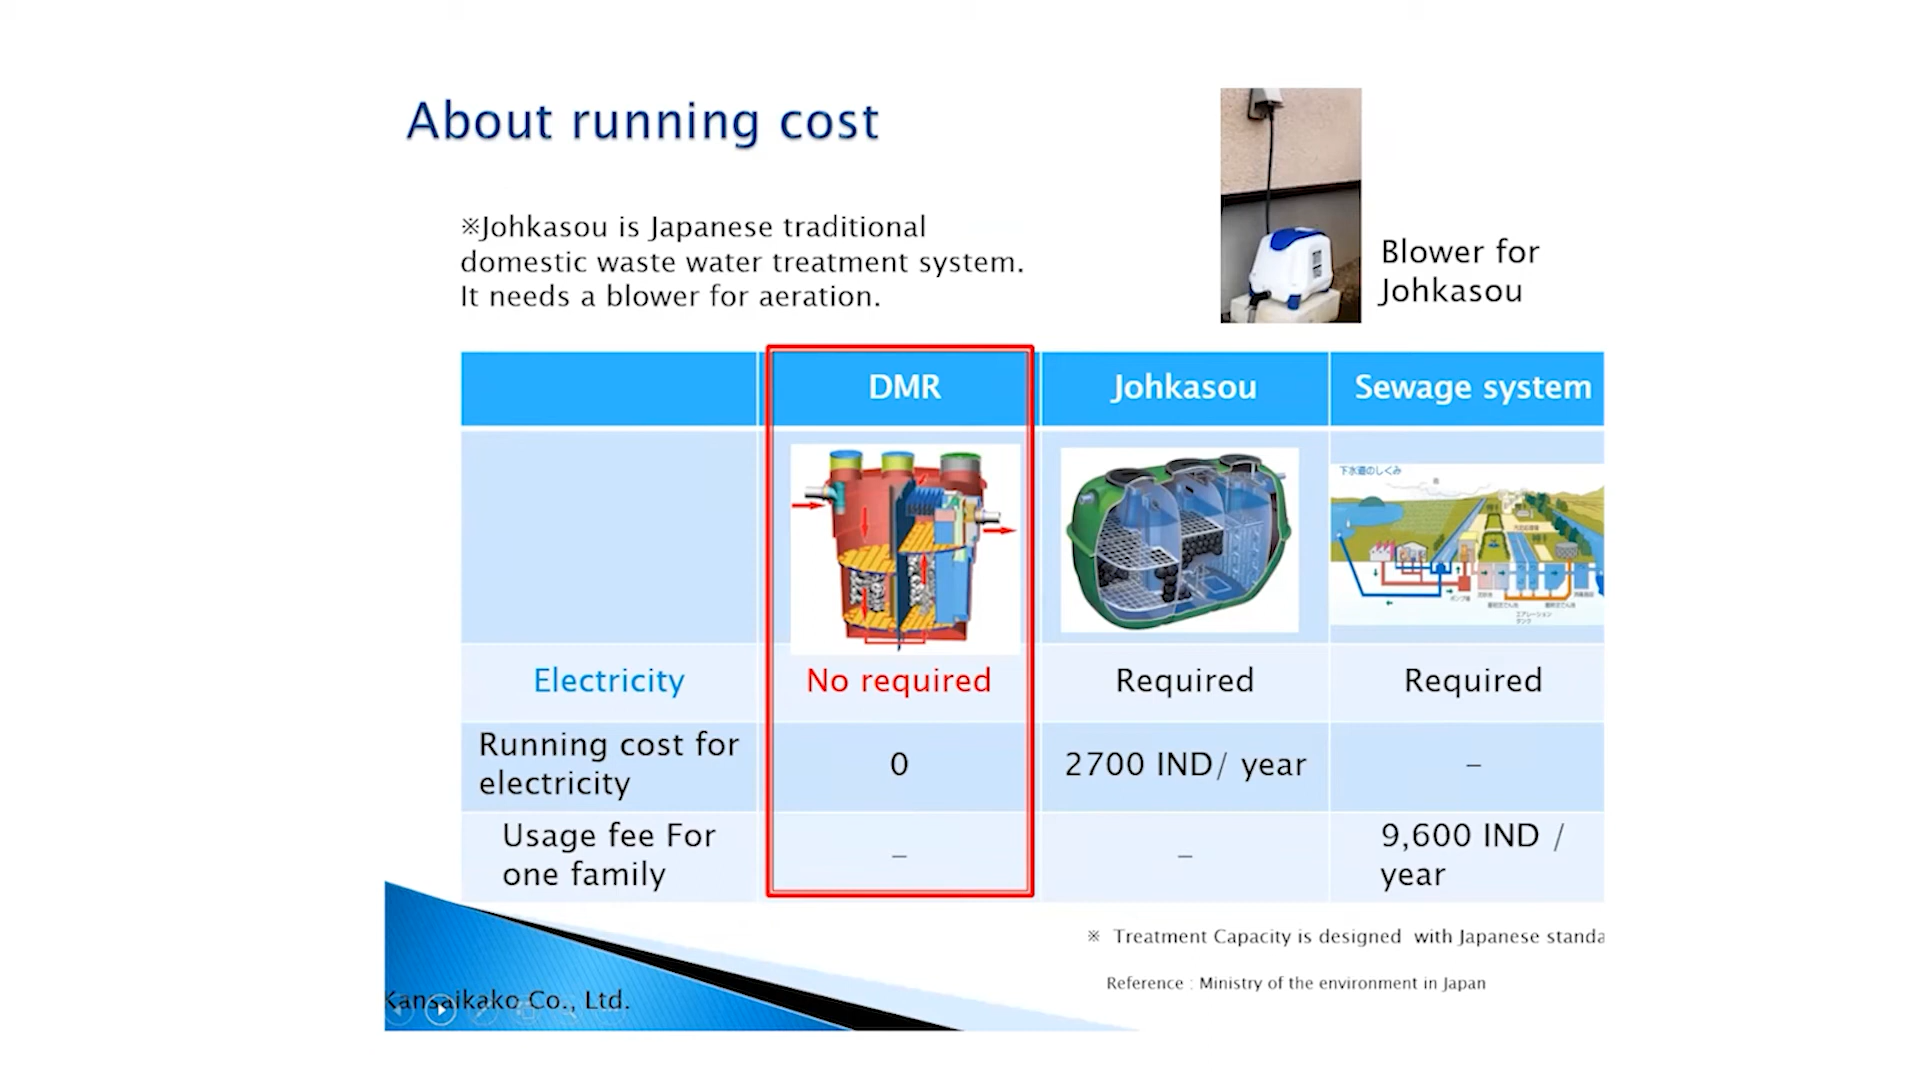 About running cost
※Johkasou is Japanese traditional
domestic waste water treatment system.
It needs a blower for aeration.
Blower for
Johkasou
DMR Johkasou Sewage system
下水道のしくみ
Electricity No required Required Required
Running cost for
electricity
0 2700 IND/ year –
Usage fee For
one family
– – 9,600 IND /
year
※ Treatment Capacity is designed with Japanese standa
Reference : Ministry of the environment in Japan
Kansaikako Co., Ltd.